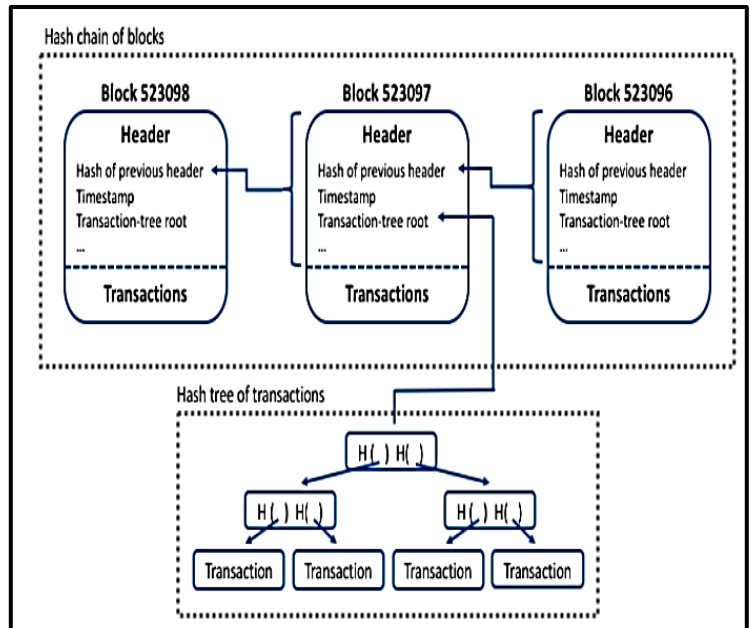 Hash chain of blocks
Block 523098
Header
Hash of previous header
Timestamp
Transaction-tree root
...
Transactions
Block 523097
Header
Hash of previous header
Timestamp
Transaction-tree root
...
Transactions
Block 523096
Header
Hash of previous header
Timestamp
Transaction-tree root
...
Transactions
Hash tree of transactions
H(_) H(_)
H(_) H(_)
H(_) H(_)
Transaction
Transaction
Transaction
Transaction